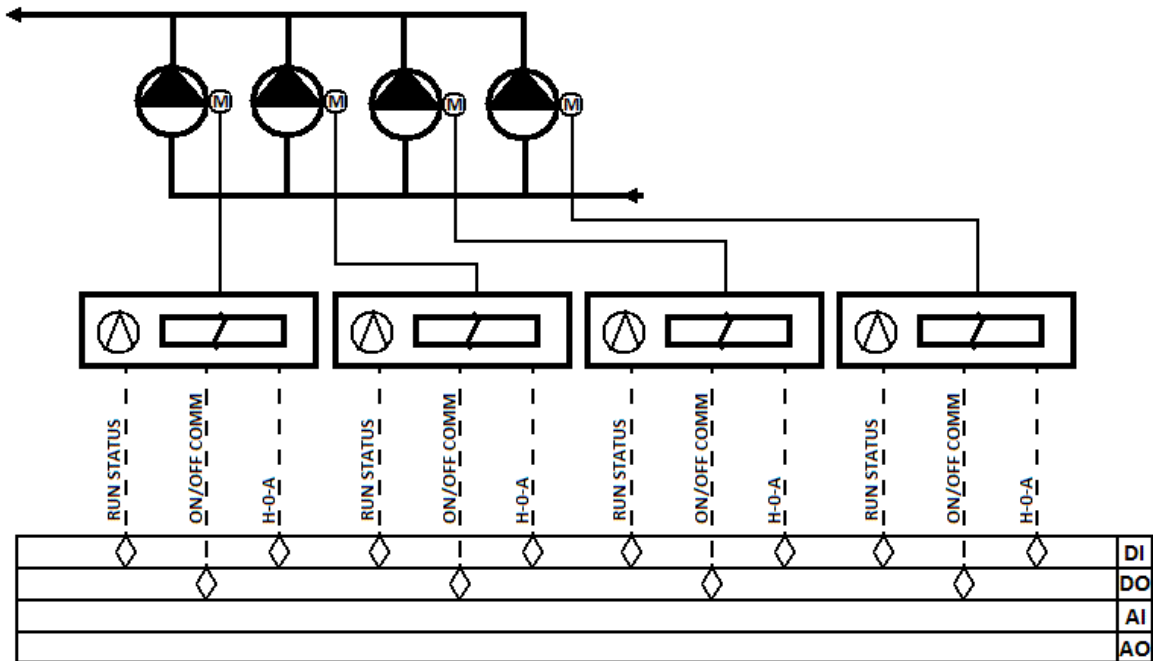 M
M
M
M
RUN STATUS
ON/OFF COMM
H-0-A
RUN STATUS
ON/OFF COMM
H-0-A
RUN STATUS
ON/OFF COMM
H-0-A
RUN STATUS
ON/OFF COMM
H-0-A
DI
DO
AI
AO